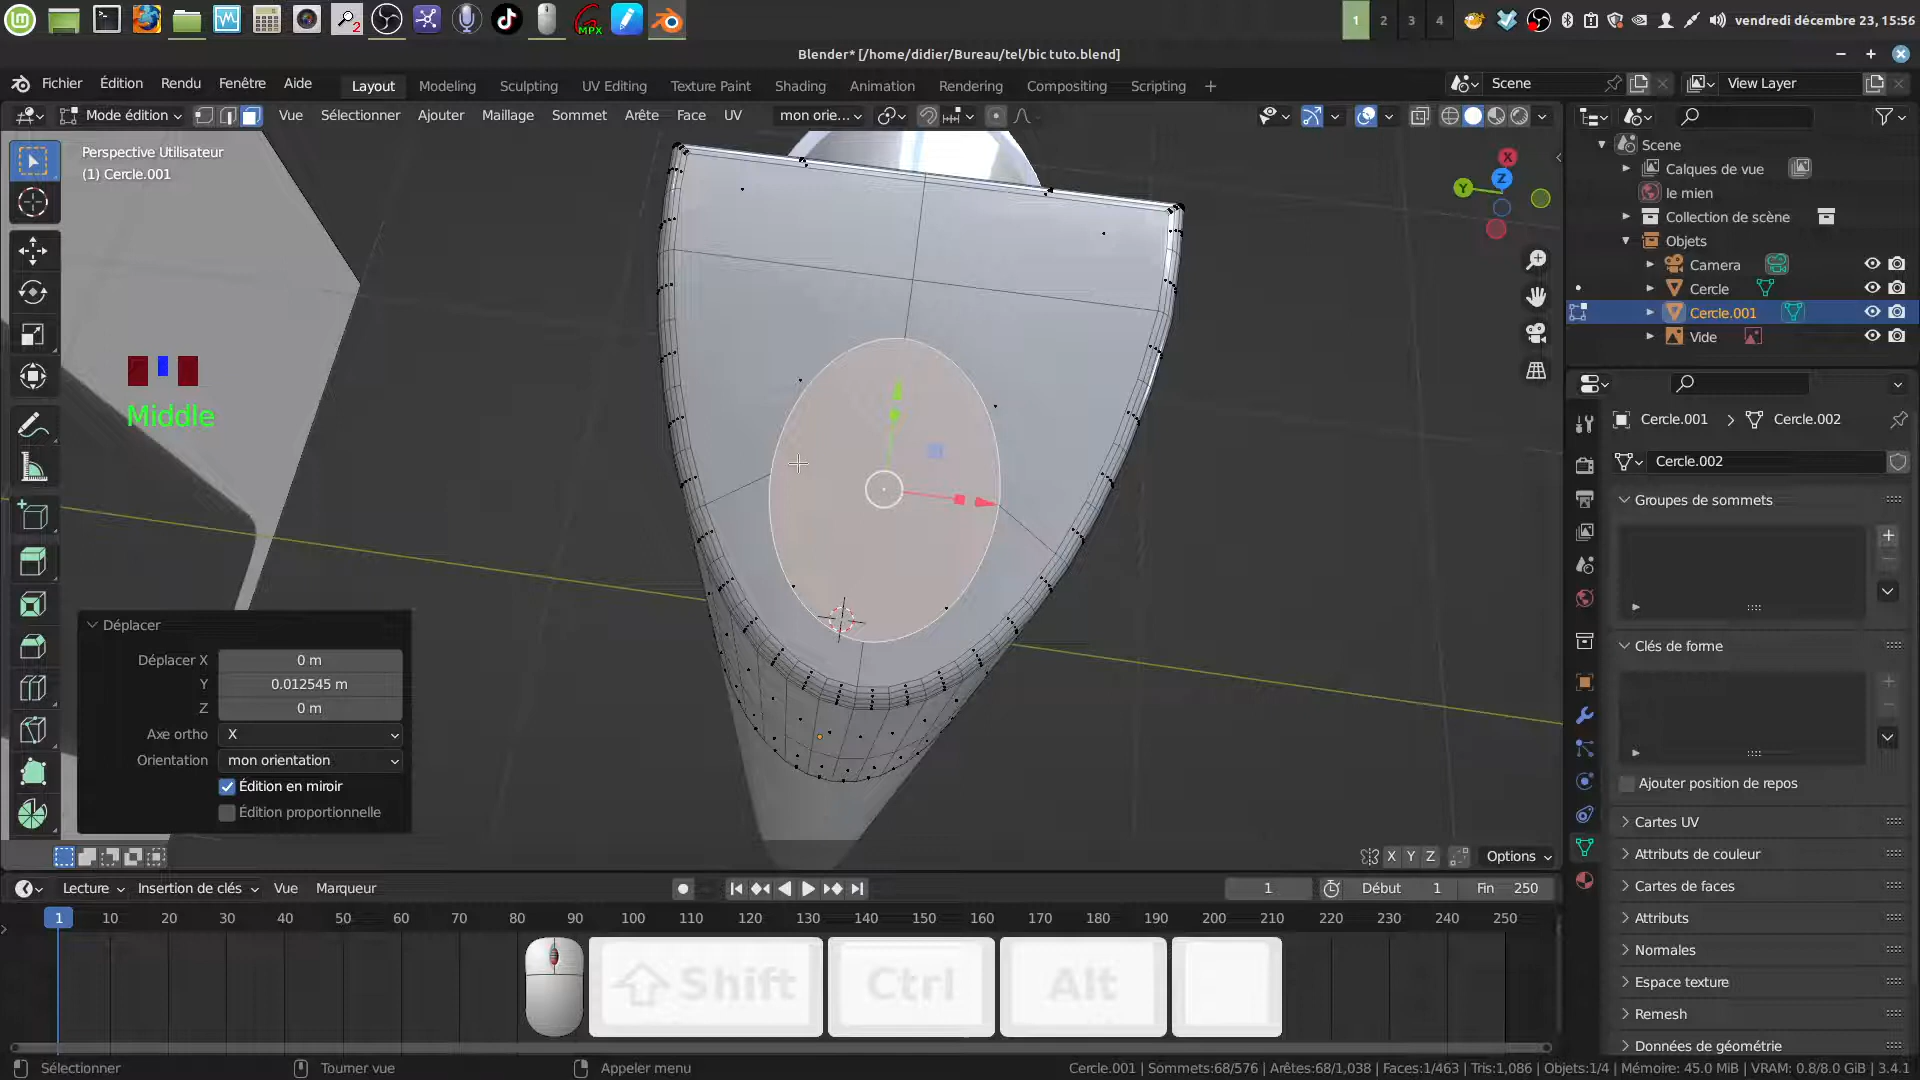 2
MPX
1
2
3
4
vendredi décembre 23, 15:56
Blender* [/home/didier/Bureau/tel/bic tuto.blend]
Fichier Édition Rendu Fenêtre Aide
Layout Modeling Sculpting UV Editing Texture Paint Shading Animation Rendering Compositing Scripting +
Scene
View Layer
Mode édition
Vue Sélectionner Ajouter Maillage Sommet Arête Face UV
mon orie...
Perspective Utilisateur
(1) Cercle.001
X
Y
Z
Middle
Déplacer
Déplacer X 0 m
Y 0.012545 m
Z 0 m
Axe ortho X
Orientation mon orientation
Édition en miroir
Édition proportionnelle
X Y Z
Options
Scene
Calques de vue
le mien
Collection de scène
Objets
Camera
Cercle
Cercle.001
Vide
Cercle.001 > Cercle.002
Cercle.002
Groupes de sommets
Clés de forme
Ajouter position de repos
Cartes UV
Attributs de couleur
Cartes de faces
Attributs
Normales
Espace texture
Remesh
Données de géométrie
Lecture Insertion de clés Vue Marqueur
1
Début 1
Fin 250
1 10 20 30 40 50 60 70 80 90 100 110 120 130 140 150 160 170 180 190 200 210 220 230 240 250
Shift
Ctrl
Alt
Sélectionner
Tourner vue
Appeler menu
Cercle.001 | Sommets:68/576 | Arêtes:68/1,038 | Faces:1/463 | Tris:1,086 | Objets:1/4 | Mémoire: 45.0 MiB | VRAM: 0.8/8.0 GiB | 3.4.1